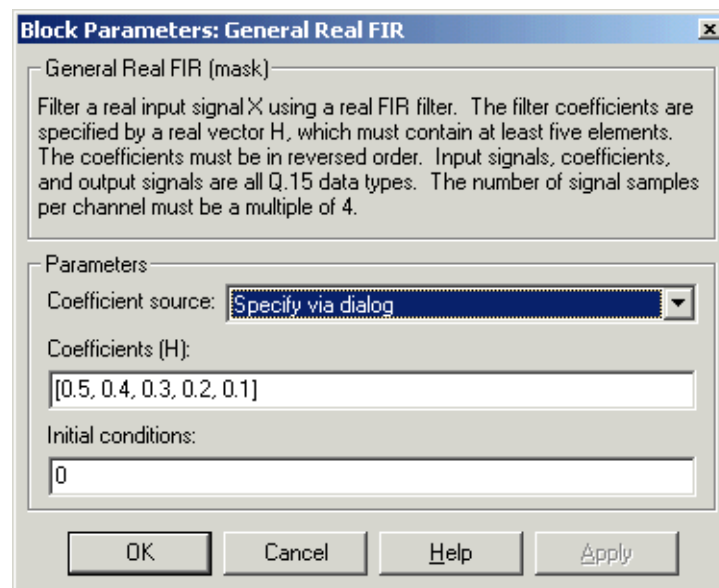 Block Parameters: General Real FIR
General Real FIR (mask)
Filter a real input signal X using a real FIR filter. The filter coefficients are
specified by a real vector H, which must contain at least five elements.
The coefficients must be in reversed order. Input signals, coefficients,
and output signals are all Q.15 data types. The number of signal samples
per channel must be a multiple of 4.
Parameters
Coefficient source: Specify via dialog
Coefficients (H):
[0.5, 0.4, 0.3, 0.2, 0.1]
Initial conditions:
0
OK Cancel Help Apply